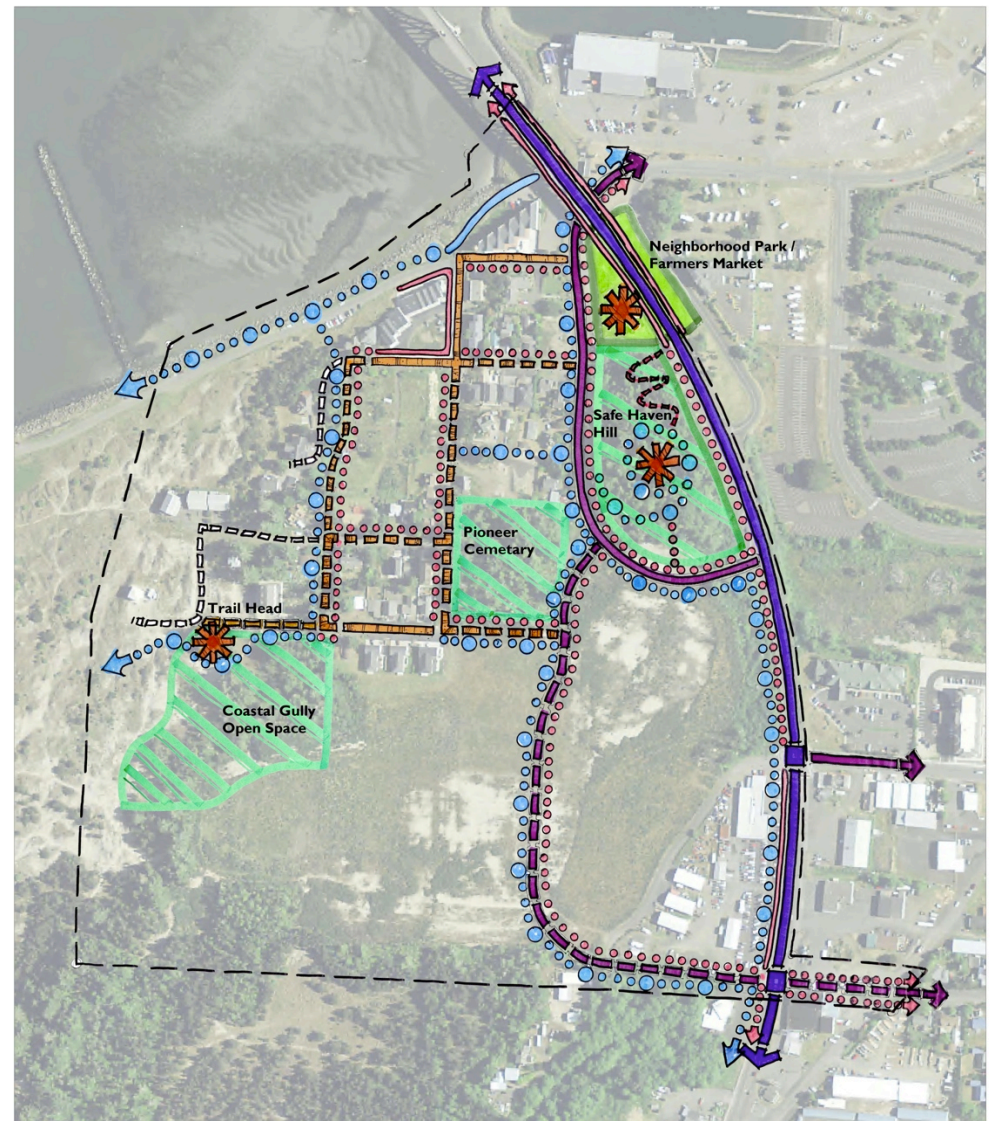 Neighborhood Park /
Farmers Market
Safe Haven
Hill
Pioneer
Cemetary
Trail Head
Coastal Gully
Open Space